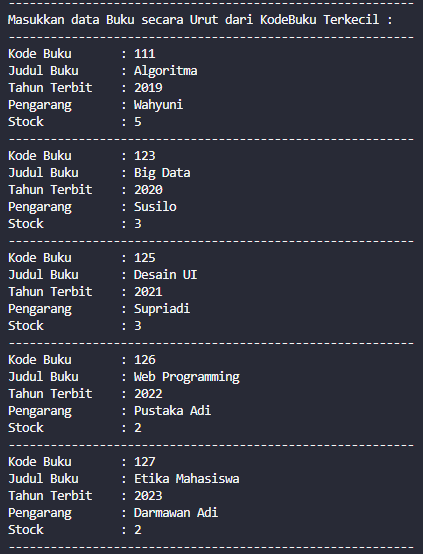 ----------------------------------------------------------
Masukkan data Buku secara Urut dari KodeBuku Terkecil :
----------------------------------------------------------
Kode Buku : 111
Judul Buku : Algoritma
Tahun Terbit : 2019
Pengarang : Wahyuni
Stock : 5
----------------------------------------------------------
Kode Buku : 123
Judul Buku : Big Data
Tahun Terbit : 2020
Pengarang : Susilo
Stock : 3
----------------------------------------------------------
Kode Buku : 125
Judul Buku : Desain UI
Tahun Terbit : 2021
Pengarang : Supriadi
Stock : 3
----------------------------------------------------------
Kode Buku : 126
Judul Buku : Web Programming
Tahun Terbit : 2022
Pengarang : Pustaka Adi
Stock : 2
----------------------------------------------------------
Kode Buku : 127
Judul Buku : Etika Mahasiswa
Tahun Terbit : 2023
Pengarang : Darmawan Adi
Stock : 2
----------------------------------------------------------